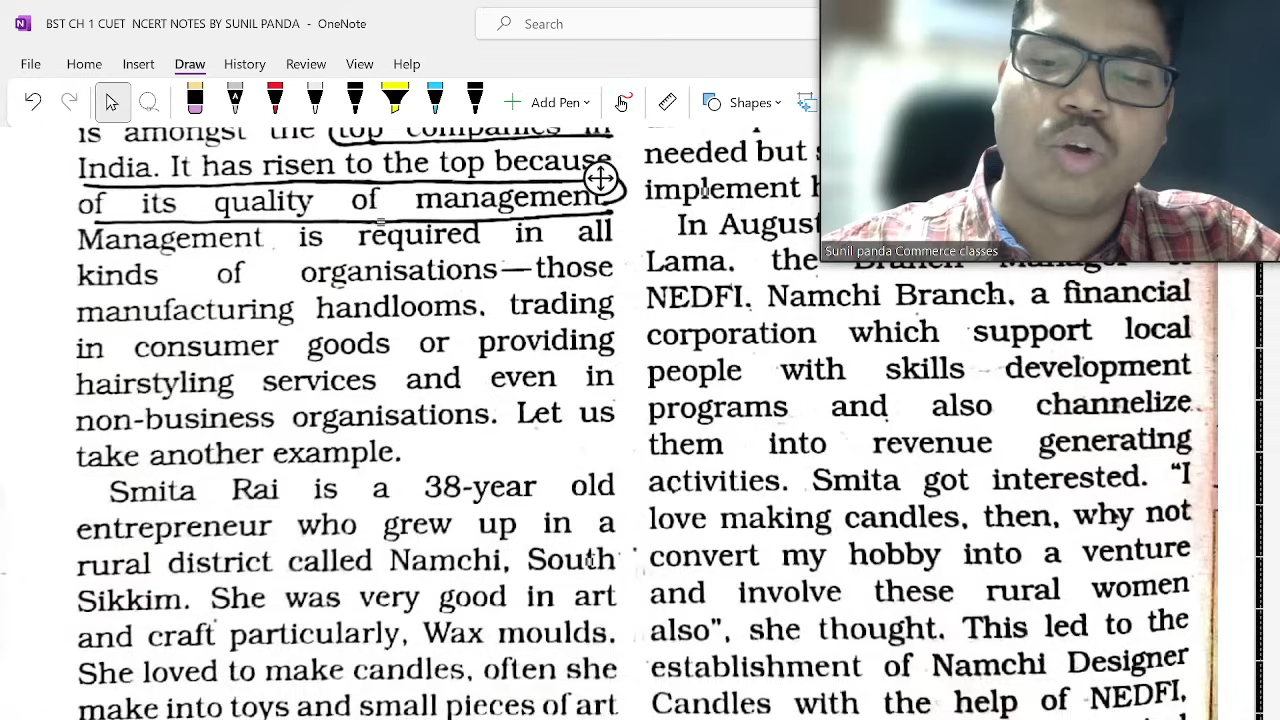 BST CH 1 CUET NCERT NOTES BY SUNIL PANDA - OneNote
Search
File Home Insert Draw History Review View Help
Add Pen
Shapes
is amongst the top companies in
India. It has risen to the top because
of its quality of management.
Management is required in all
kinds of organisations—those
manufacturing handlooms, trading
in consumer goods or providing
hairstyling services and even in
non-business organisations. Let us
take another example.
Smita Rai is a 38-year old
entrepreneur who grew up in a
rural district called Namchi, South
Sikkim. She was very good in art
and craft particularly, Wax moulds.
She loved to make candles, often she
make into toys and small pieces of art
needed but
implement
In August
Lama, the Branch Manager
NEDFI, Namchi Branch, a financial
corporation which support local
people with skills development
programs and also channelize
them into revenue generating
activities. Smita got interested. “I
love making candles, then, why not
convert my hobby into a venture
and involve these rural women
also”, she thought. This led to the
establishment of Namchi Designer
Candles with the help of NEDFI,
Sunil panda Commerce classes